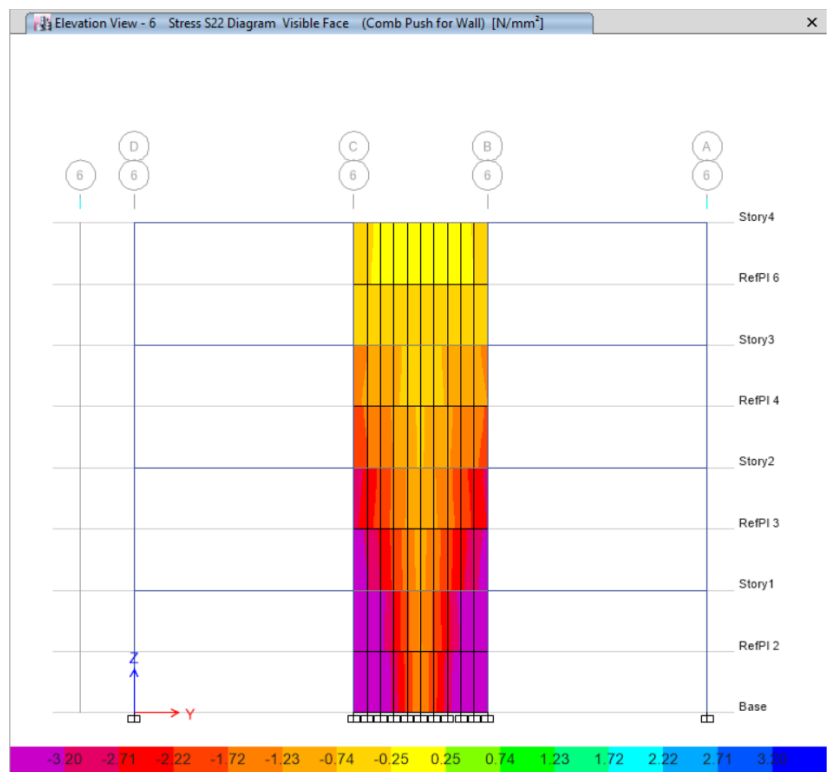 Elevation View - 6 Stress S22 Diagram Visible Face (Comb Push for Wall) [N/mm²]
D C B A
6 6 6 6 6
Story4
RefPl 6
Story3
RefPl 4
Story2
RefPl 3
Story1
RefPl 2
Z
Base
Y
-3.20 -2.71 -2.22 -1.72 -1.23 -0.74 -0.25 0.25 0.74 1.23 1.72 2.22 2.71 3.20